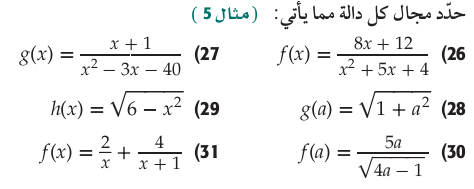 حدّد مجال كل دالة مما يأتي: (مثال 5)
(26 f(x) = \frac{8x + 12}{x^2 + 5x + 4} (27 g(x) = \frac{x + 1}{x^2 - 3x - 40}
(28 g(a) = \sqrt{1 + a^2} (29 h(x) = \sqrt{6 - x^2}
(30 f(a) = \frac{5a}{\sqrt{4a - 1}} (31 f(x) = \frac{2}{x} + \frac{4}{x + 1}